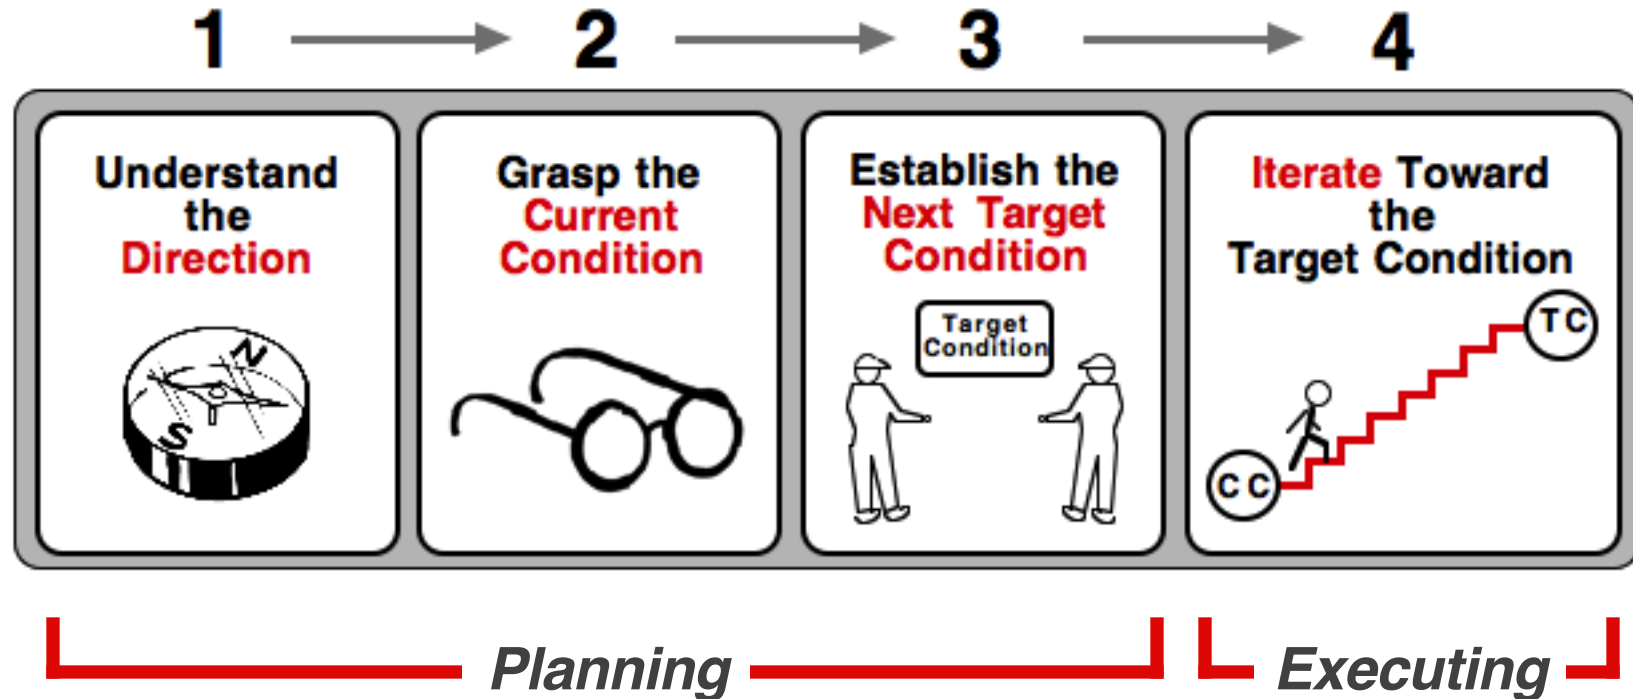 1 2 3 4
Understand
the
Direction
N
S
Grasp the
Current
Condition
Establish the
Next Target
Condition
Target
Condition
Iterate Toward
the
Target Condition
TC
CC
Planning
Executing